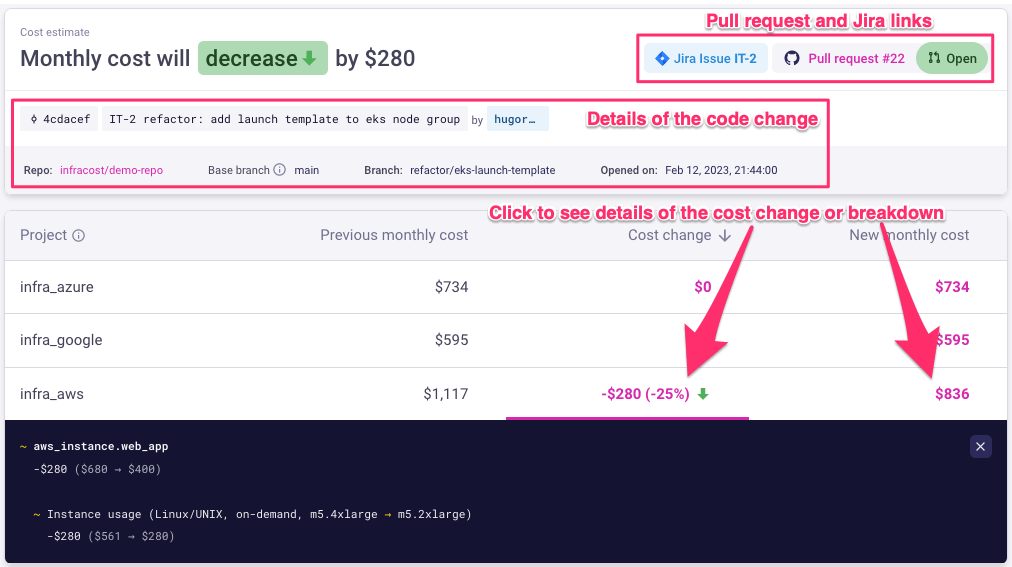 Pull request and Jira links
Cost estimate
Monthly cost will decrease by $280
Jira Issue IT-2 Pull request #22 Open
4cdacef IT-2 refactor: add launch template to eks node group by hugor…
Details of the code change
Repo: infracost/demo-repo Base branch main Branch: refactor/eks-launch-template Opened on: Feb 12, 2023, 21:44:00
Click to see details of the cost change or breakdown
Project Previous monthly cost Cost change ↓ New monthly cost
infra_azure $734 $0 $734
infra_google $595 $595
infra_aws $1,117 -$280 (-25%) $836
~ aws_instance.web_app
-$280 ($680 → $400)
~ Instance usage (Linux/UNIX, on-demand, m5.4xlarge → m5.2xlarge)
-$280 ($561 → $280)